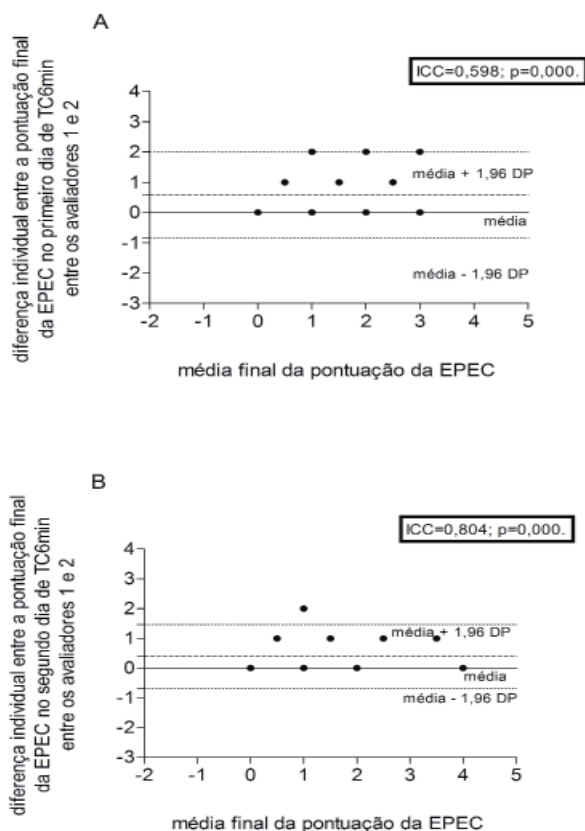 A
ICC=0,598; p=0,000.
diferença individual entre a pontuação final
da EPEC no primeiro dia de TC6min
entre os avaliadores 1 e 2
4
3
2
1
0
-1
-2
-3
média + 1,96 DP
média
média - 1,96 DP
-2 -1 0 1 2 3 4 5
média final da pontuação da EPEC
B
ICC=0,804; p=0,000.
diferença individual entre a pontuação final
da EPEC no segundo dia de TC6min
entre os avaliadores 1 e 2
4
3
2
1
0
-1
-2
-3
média + 1,96 DP
média
média - 1,96 DP
-2 -1 0 1 2 3 4 5
média final da pontuação da EPEC